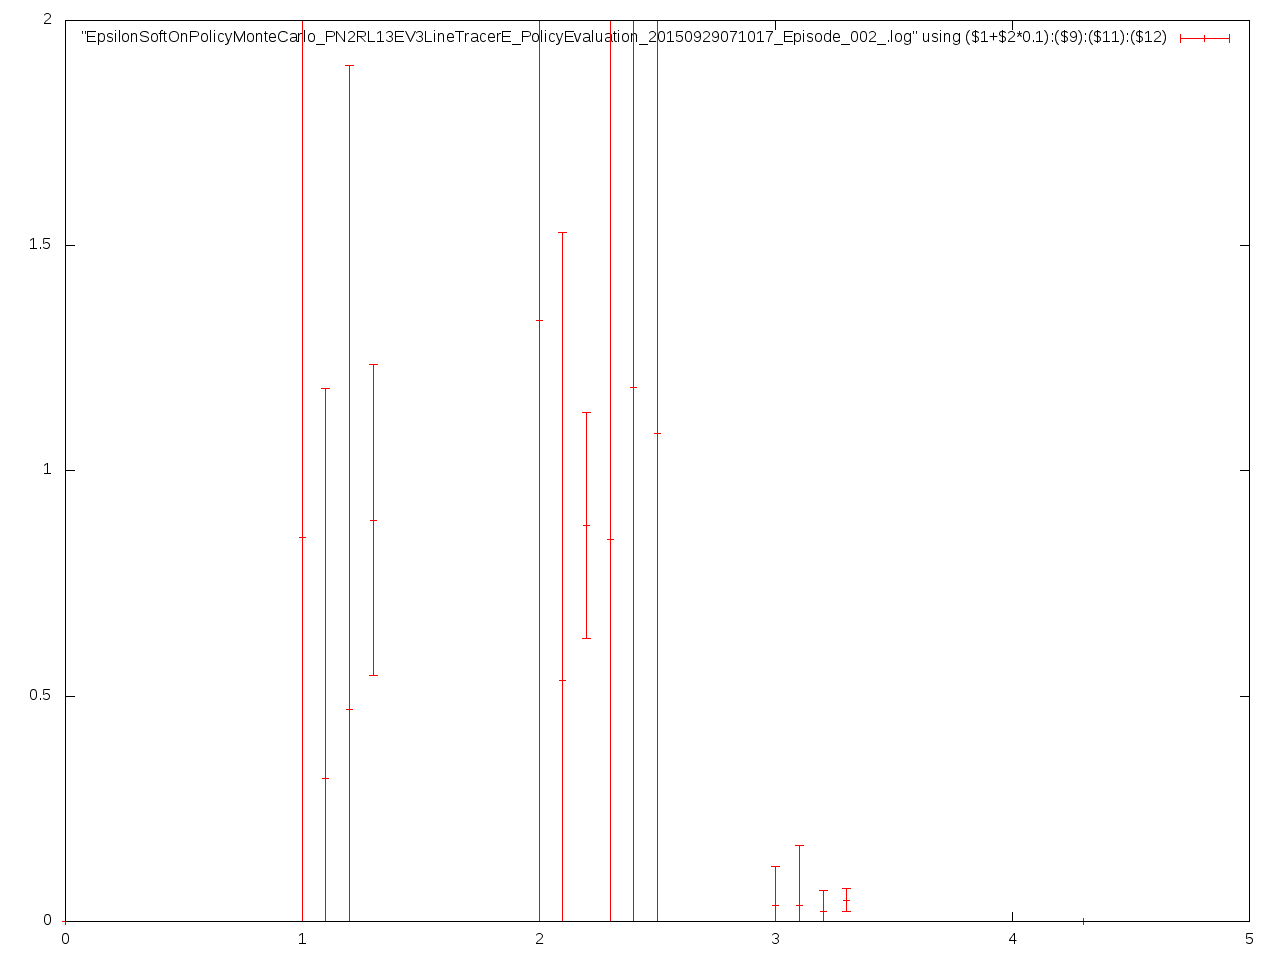 2
"EpsilonSoftOnPolicyMonteCarlo_PN2RL13EV3LineTracerE_PolicyEvaluation_20150929071017_Episode_002_.log" using ($1+$2*0.1):($9):($11):($12)
1.5
1
0.5
0
0 1 2 3 4 5